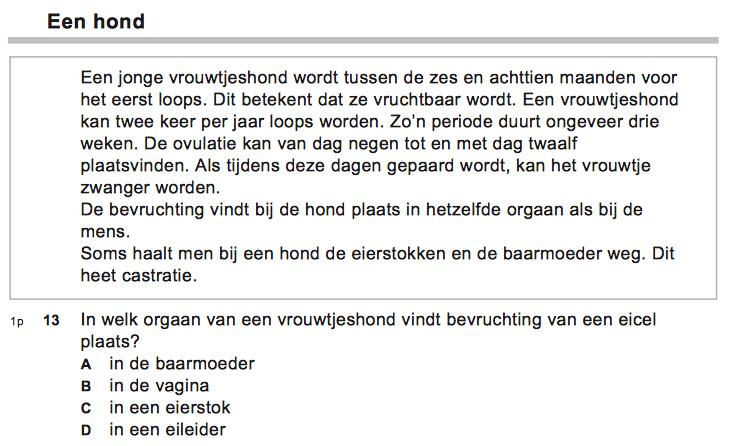 Een hond
Een jonge vrouwtjeshond wordt tussen de zes en achttien maanden voor
het eerst loops. Dit betekent dat ze vruchtbaar wordt. Een vrouwtjeshond
kan twee keer per jaar loops worden. Zo'n periode duurt ongeveer drie
weken. De ovulatie kan van dag negen tot en met dag twaalf
plaatsvinden. Als tijdens deze dagen gepaard wordt, kan het vrouwtje
zwanger worden.
De bevruchting vindt bij de hond plaats in hetzelfde orgaan als bij de
mens.
Soms haalt men bij een hond de eierstokken en de baarmoeder weg. Dit
heet castratie.
1p 13 In welk orgaan van een vrouwtjeshond vindt bevruchting van een eicel
plaats?
A in de baarmoeder
B in de vagina
C in een eierstok
D in een eileider